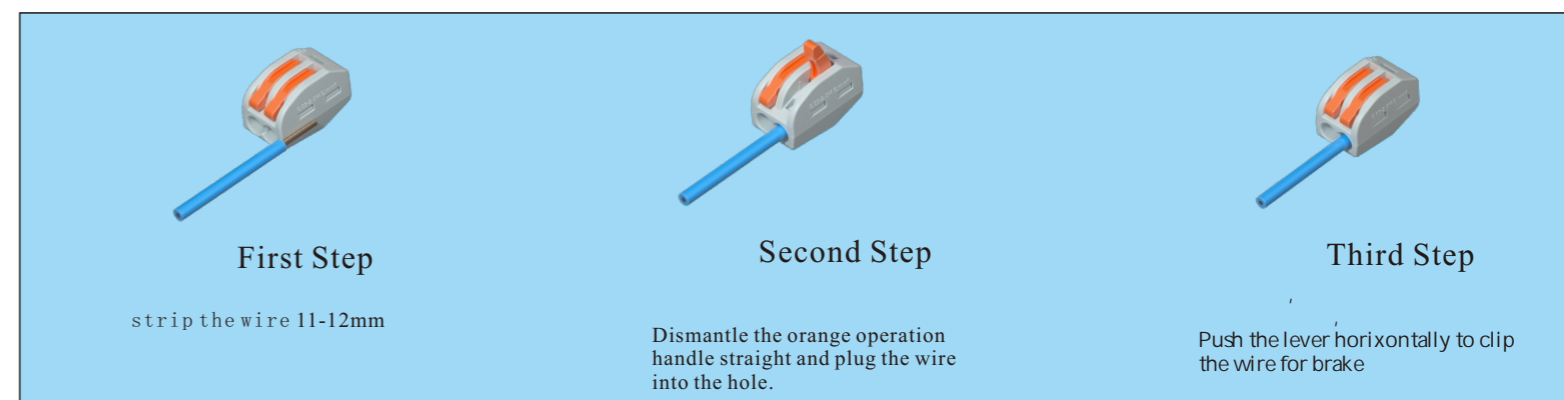 First Step
strip the wire 11-12mm
Second Step
Dismantle the orange operation
handle straight and plug the wire
into the hole.
Third Step
,
,
Push the lever horixontally to clip
the wire for brake